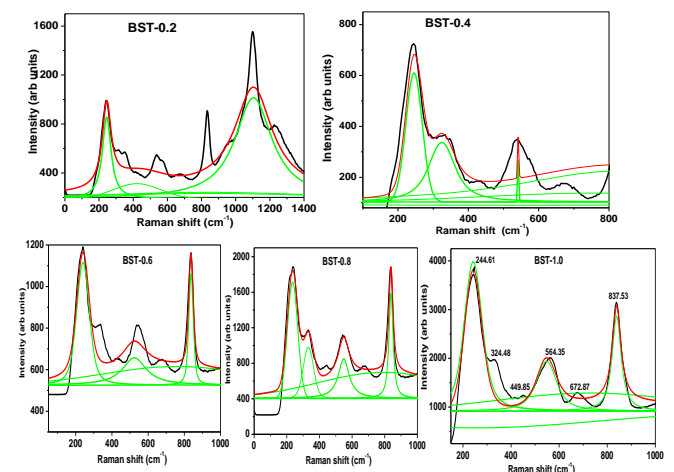 BST-0.2
Intensity (arb units)
1600
1200
800
400
0 200 400 600 800 1000 1200 1400
Raman shift (cm-1)
BST-0.4
Intensity (arb units)
800
600
400
200
200 400 600 800
Raman shift (cm-1)
BST-0.6
Intensity (arb units)
1200
1000
800
600
400
200 400 600 800 1000
Raman shift (cm-1)
BST-0.8
Intensity (arb units)
2000
1600
1200
800
400
0
0 200 400 600 800 1000
Raman shift (cm-1)
BST-1.0
Intensity (arb units)
4000
3000
2000
1000
244.61
324.48
449.85
564.35
672.87
837.53
200 400 600 800 1000
Raman shift (cm-1)